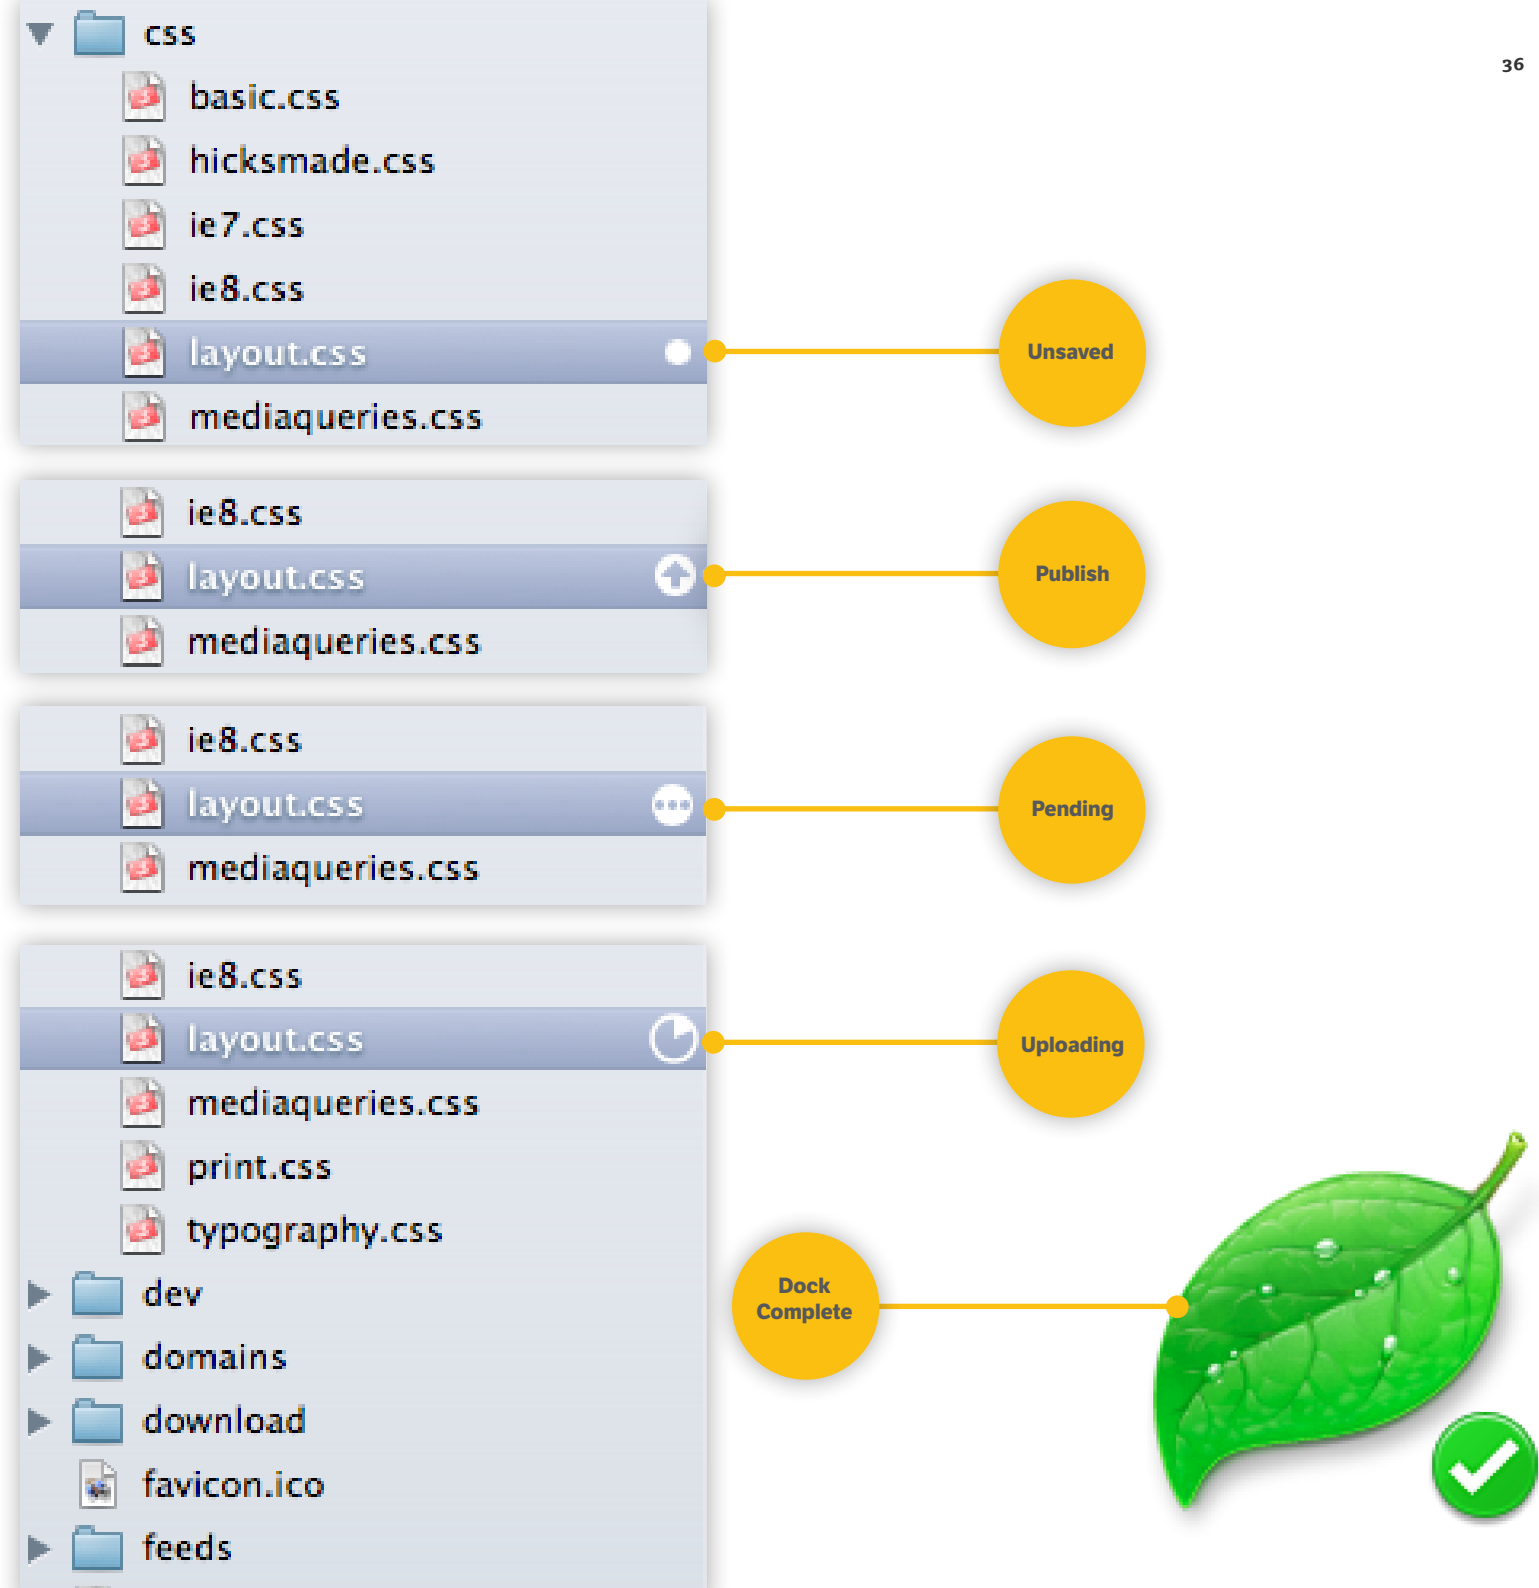 css
36
basic.css
hicksmade.css
ie7.css
ie8.css
layout.css
Unsaved
mediaqueries.css
ie8.css
layout.css
Publish
mediaqueries.css
ie8.css
layout.css
Pending
mediaqueries.css
ie8.css
layout.css
Uploading
mediaqueries.css
print.css
typography.css
Dock
Complete
dev
domains
download
favicon.ico
feeds